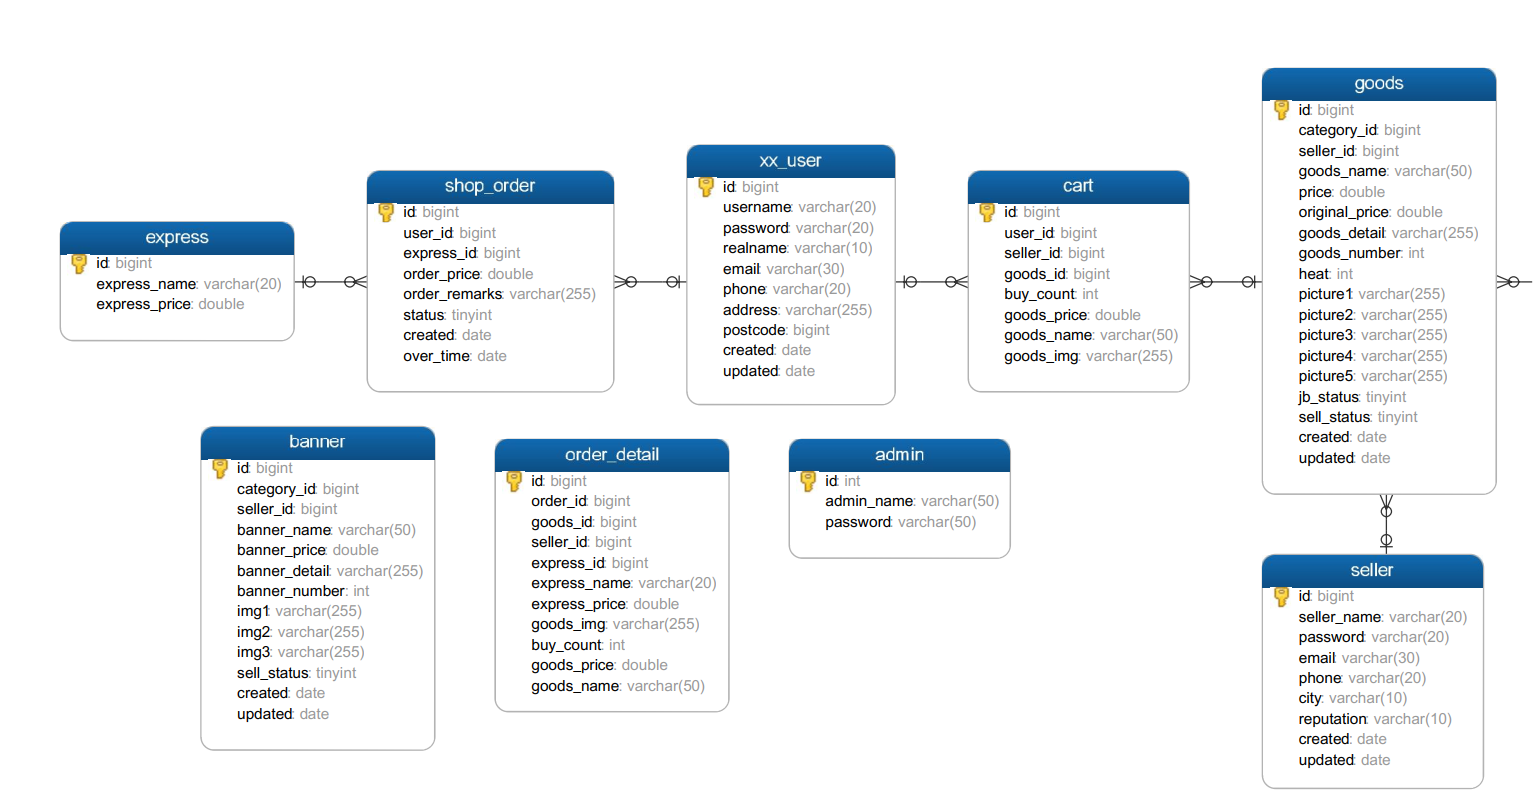 express
id: bigint
express_name: varchar(20)
express_price: double
shop_order
id: bigint
user_id: bigint
express_id: bigint
order_price: double
order_remarks: varchar(255)
status: tinyint
created: date
over_time: date
xx_user
id: bigint
username: varchar(20)
password: varchar(20)
realname: varchar(10)
email: varchar(30)
phone: varchar(20)
address: varchar(255)
postcode: bigint
created: date
updated: date
cart
id: bigint
user_id: bigint
seller_id: bigint
goods_id: bigint
buy_count: int
goods_price: double
goods_name: varchar(50)
goods_img: varchar(255)
goods
id: bigint
category_id: bigint
seller_id: bigint
goods_name: varchar(50)
price: double
original_price: double
goods_detail: varchar(255)
goods_number: int
heat: int
picture1: varchar(255)
picture2: varchar(255)
picture3: varchar(255)
picture4: varchar(255)
picture5: varchar(255)
jb_status: tinyint
sell_status: tinyint
created: date
updated: date
banner
id: bigint
category_id: bigint
seller_id: bigint
banner_name: varchar(50)
banner_price: double
banner_detail: varchar(255)
banner_number: int
img1: varchar(255)
img2: varchar(255)
img3: varchar(255)
sell_status: tinyint
created: date
updated: date
order_detail
id: bigint
order_id: bigint
goods_id: bigint
seller_id: bigint
express_id: bigint
express_name: varchar(20)
express_price: double
goods_img: varchar(255)
buy_count: int
goods_price: double
goods_name: varchar(50)
admin
id: int
admin_name: varchar(50)
password: varchar(50)
seller
id: bigint
seller_name: varchar(20)
password: varchar(20)
email: varchar(30)
phone: varchar(20)
city: varchar(10)
reputation: varchar(10)
created: date
updated: date